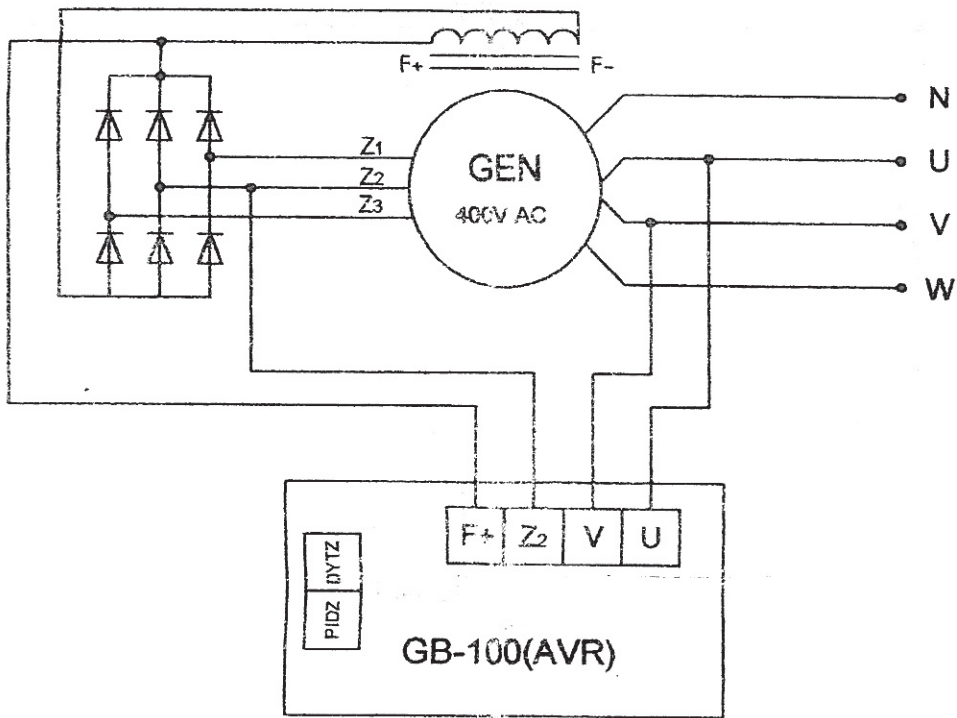 F+ F-
N
Z1
GEN
U
Z2
Z3
400V AC
V
W
F+ Z2 V U
DYTZ
PIDZ
GB-100(AVR)